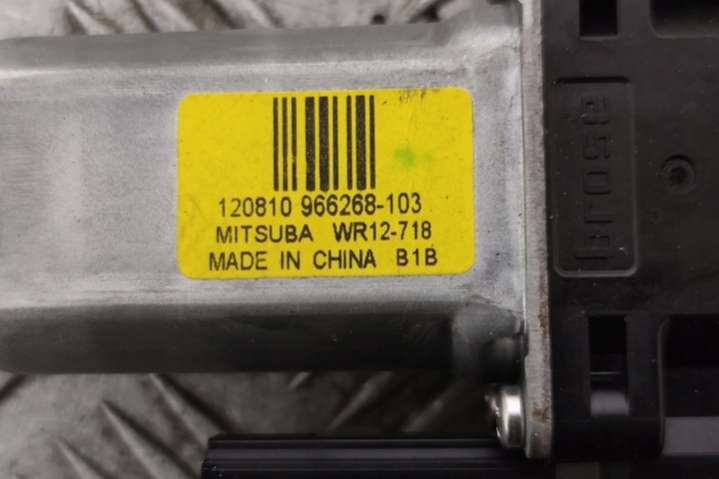 120810 966268-103
MITSUBA WR12-718
MADE IN CHINA B1B
brose